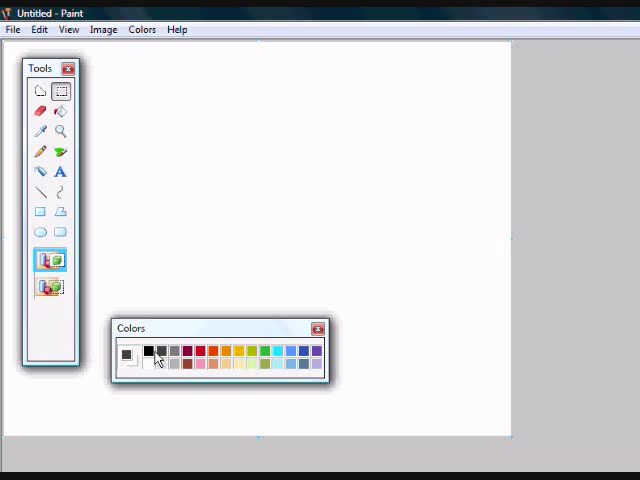 Untitled - Paint
File Edit View Image Colors Help
Tools
A
Colors